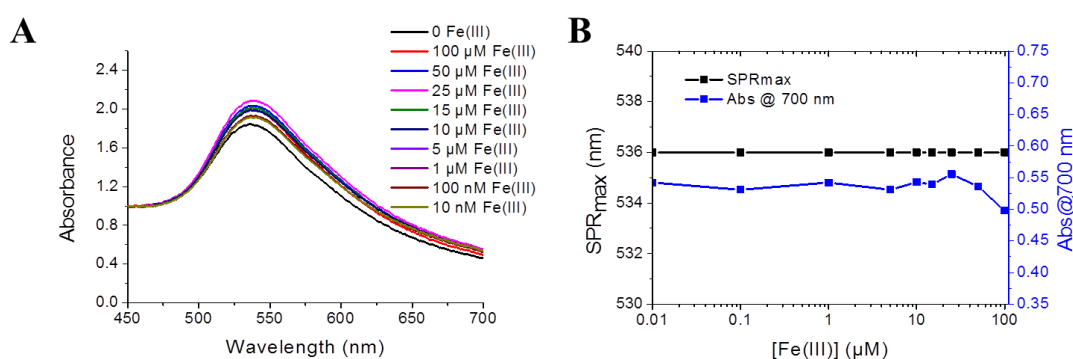 A
Absorbance
2.4
1.8
1.2
0.6
0.0
450
500
550
600
650
700
Wavelength (nm)
0 Fe(III)
100 µM Fe(III)
50 µM Fe(III)
25 µM Fe(III)
15 µM Fe(III)
10 µM Fe(III)
5 µM Fe(III)
1 µM Fe(III)
100 nM Fe(III)
10 nM Fe(III)
B
SPRmax (nm)
540
538
536
534
532
530
0.01
0.1
1
10
100
[Fe(III)] (µM)
SPRmax
Abs @ 700 nm
0.75
0.70
0.65
0.60
0.55
0.50
0.45
0.40
0.35
Abs@700 nm